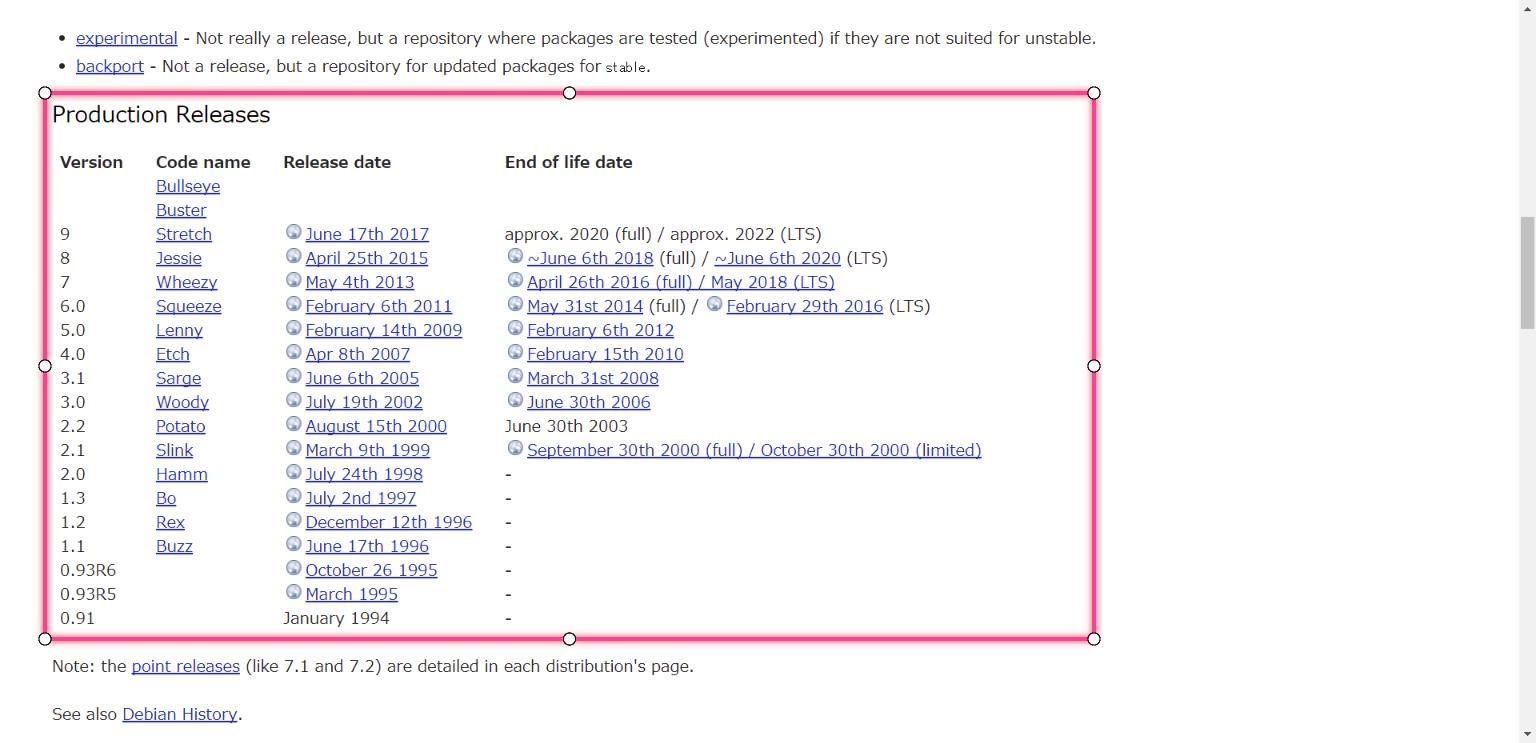 • experimental - Not really a release, but a repository where packages are tested (experimented) if they are not suited for unstable.
• backport - Not a release, but a repository for updated packages for stable.
Production Releases
Version Code name Release date End of life date
Bullseye
Buster
9 Stretch June 17th 2017 approx. 2020 (full) / approx. 2022 (LTS)
8 Jessie April 25th 2015 ~June 6th 2018 (full) / ~June 6th 2020 (LTS)
7 Wheezy May 4th 2013 April 26th 2016 (full) / May 2018 (LTS)
6.0 Squeeze February 6th 2011 May 31st 2014 (full) / February 29th 2016 (LTS)
5.0 Lenny February 14th 2009 February 6th 2012
4.0 Etch Apr 8th 2007 February 15th 2010
3.1 Sarge June 6th 2005 March 31st 2008
3.0 Woody July 19th 2002 June 30th 2006
2.2 Potato August 15th 2000 June 30th 2003
2.1 Slink March 9th 1999 September 30th 2000 (full) / October 30th 2000 (limited)
2.0 Hamm July 24th 1998 -
1.3 Bo July 2nd 1997 -
1.2 Rex December 12th 1996 -
1.1 Buzz June 17th 1996 -
0.93R6 October 26 1995 -
0.93R5 March 1995 -
0.91 January 1994 -
Note: the point releases (like 7.1 and 7.2) are detailed in each distribution's page.
See also Debian History.